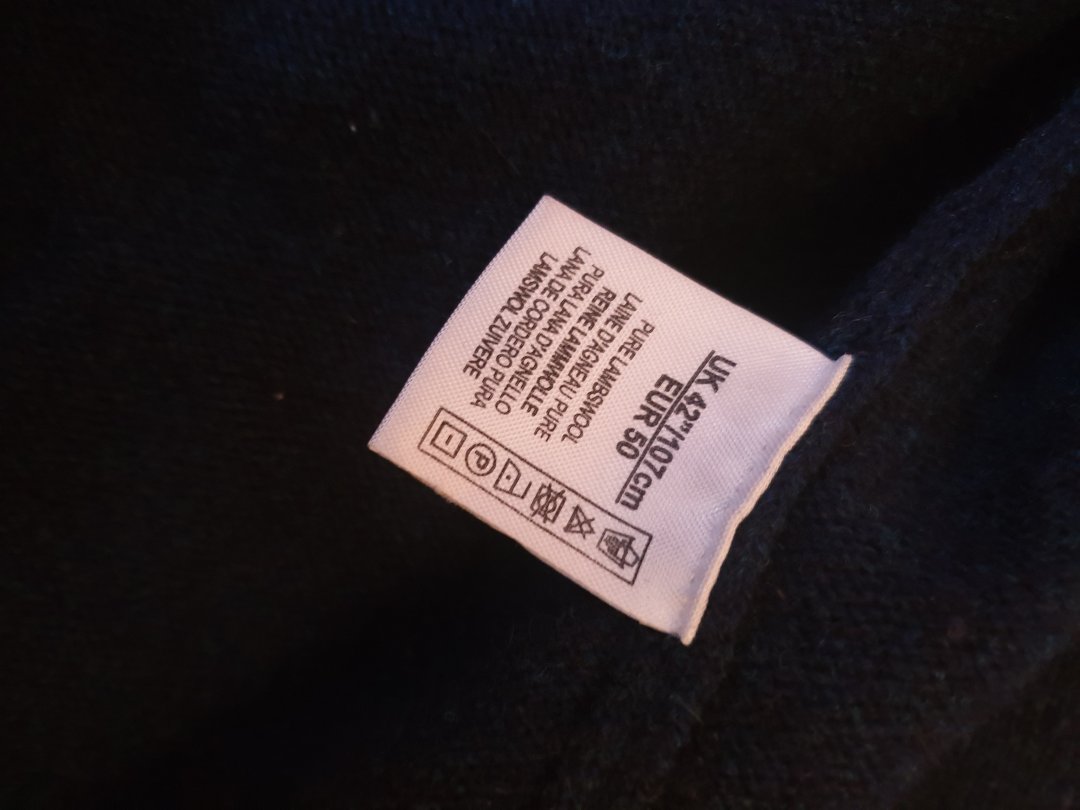 UK 42"/107cm
EUR 50
PURE LAMBSWOOL
LAINE D'AGNEAU PURE
REINE LAMMWOLLE
PURA LANA D'AGNELLO
LANA DE CORDERO PURA
LAMSWOL ZUIVERE
P